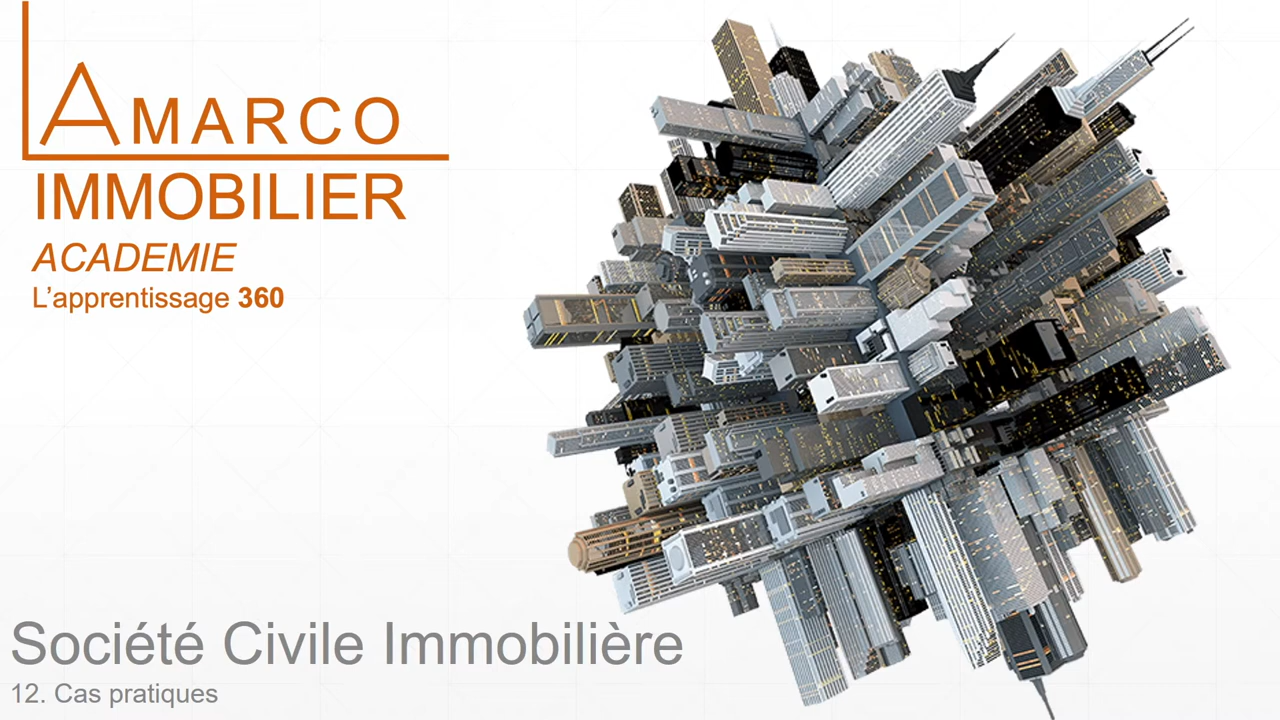 AMARCO
IMMOBILIER
ACADEMIE
L'apprentissage 360
Société Civile Immobilière
12. Cas pratiques